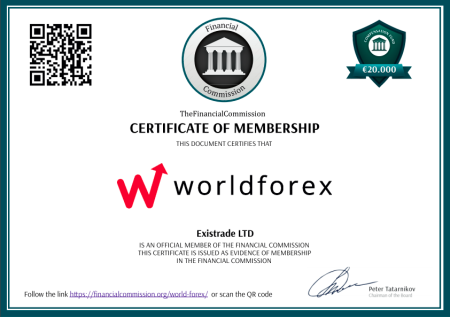 Financial
Commission
COMPENSATION FUND
€20.000
TheFinancialCommission
CERTIFICATE OF MEMBERSHIP
THIS DOCUMENT CERTIFIES THAT
worldforex
Existrade LTD
IS AN OFFICIAL MEMBER OF THE FINANCIAL COMMISSION
THIS CERTIFICATE IS ISSUED AS EVIDENCE OF MEMBERSHIP
IN THE FINANCIAL COMMISSION
Peter Tatarnikov
Chairman of the Board
Follow the link https://financialcommission.org/world-forex/ or scan the QR code